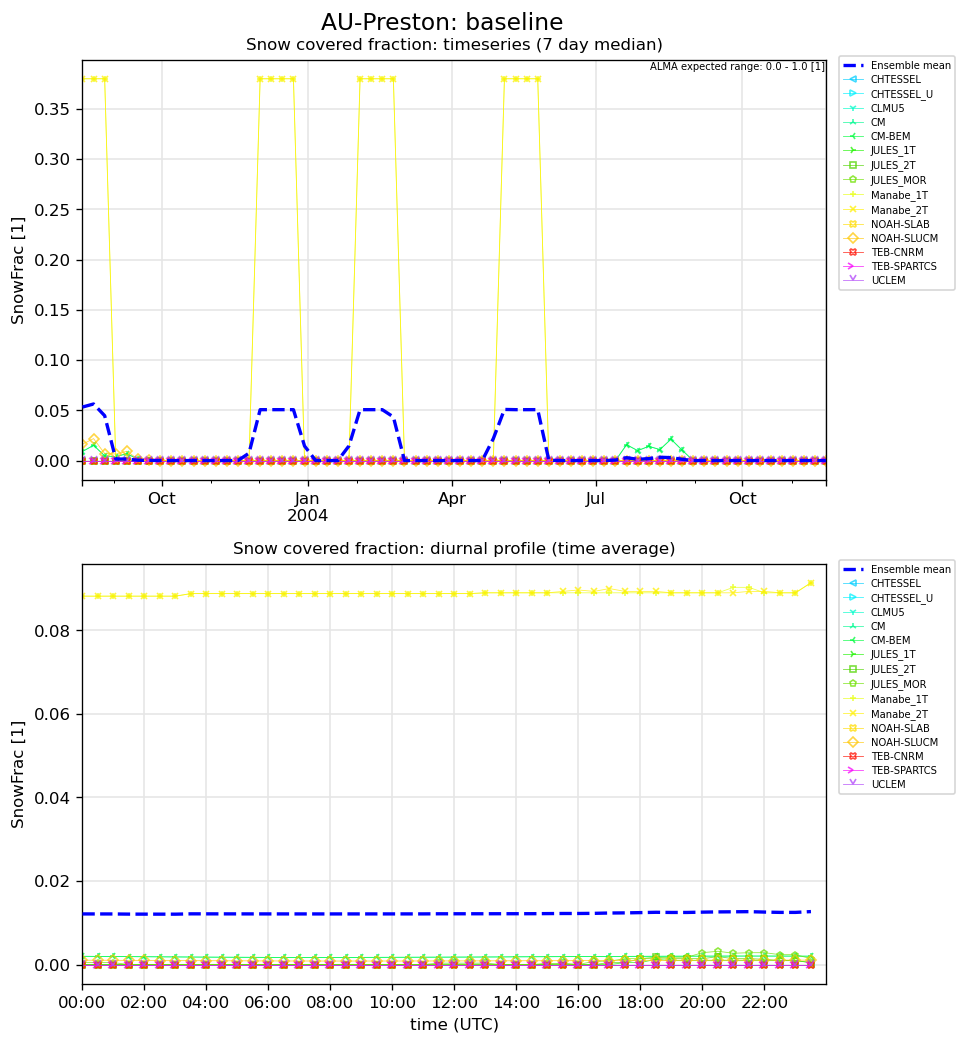 AU-Preston: baseline
Snow covered fraction: timeseries (7 day median)
ALMA expected range: 0.0 - 1.0 [1]
SnowFrac [1]
0.35
0.30
0.25
0.20
0.15
0.10
0.05
0.00
Oct
Jan
2004
Apr
Jul
Oct
Ensemble mean
CHTESSEL
CHTESSEL_U
CLMU5
CM
CM-BEM
JULES_1T
JULES_2T
JULES_MOR
Manabe_1T
Manabe_2T
NOAH-SLAB
NOAH-SLUCM
TEB-CNRM
TEB-SPARTCS
UCLEM
Snow covered fraction: diurnal profile (time average)
SnowFrac [1]
0.08
0.06
0.04
0.02
0.00
00:00 02:00 04:00 06:00 08:00 10:00 12:00 14:00 16:00 18:00 20:00 22:00
time (UTC)
Ensemble mean
CHTESSEL
CHTESSEL_U
CLMU5
CM
CM-BEM
JULES_1T
JULES_2T
JULES_MOR
Manabe_1T
Manabe_2T
NOAH-SLAB
NOAH-SLUCM
TEB-CNRM
TEB-SPARTCS
UCLEM